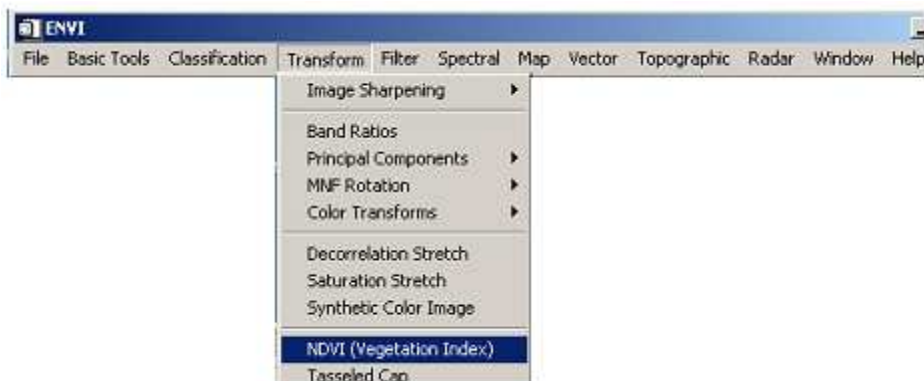 ENVI
File Basic Tools Classification Transform Filter Spectral Map Vector Topographic Radar Window Help
Image Sharpening
Band Ratios
Principal Components
MNF Rotation
Color Transforms
Decorrelation Stretch
Saturation Stretch
Synthetic Color Image
NDVI (Vegetation Index)
Tasseled Cap